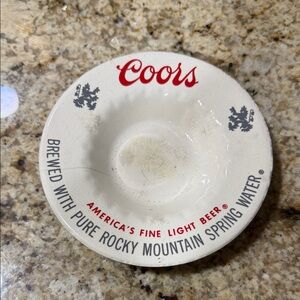 Coors
AMERICA'S FINE LIGHT BEER®
BREWED WITH PURE ROCKY MOUNTAIN SPRING WATER®